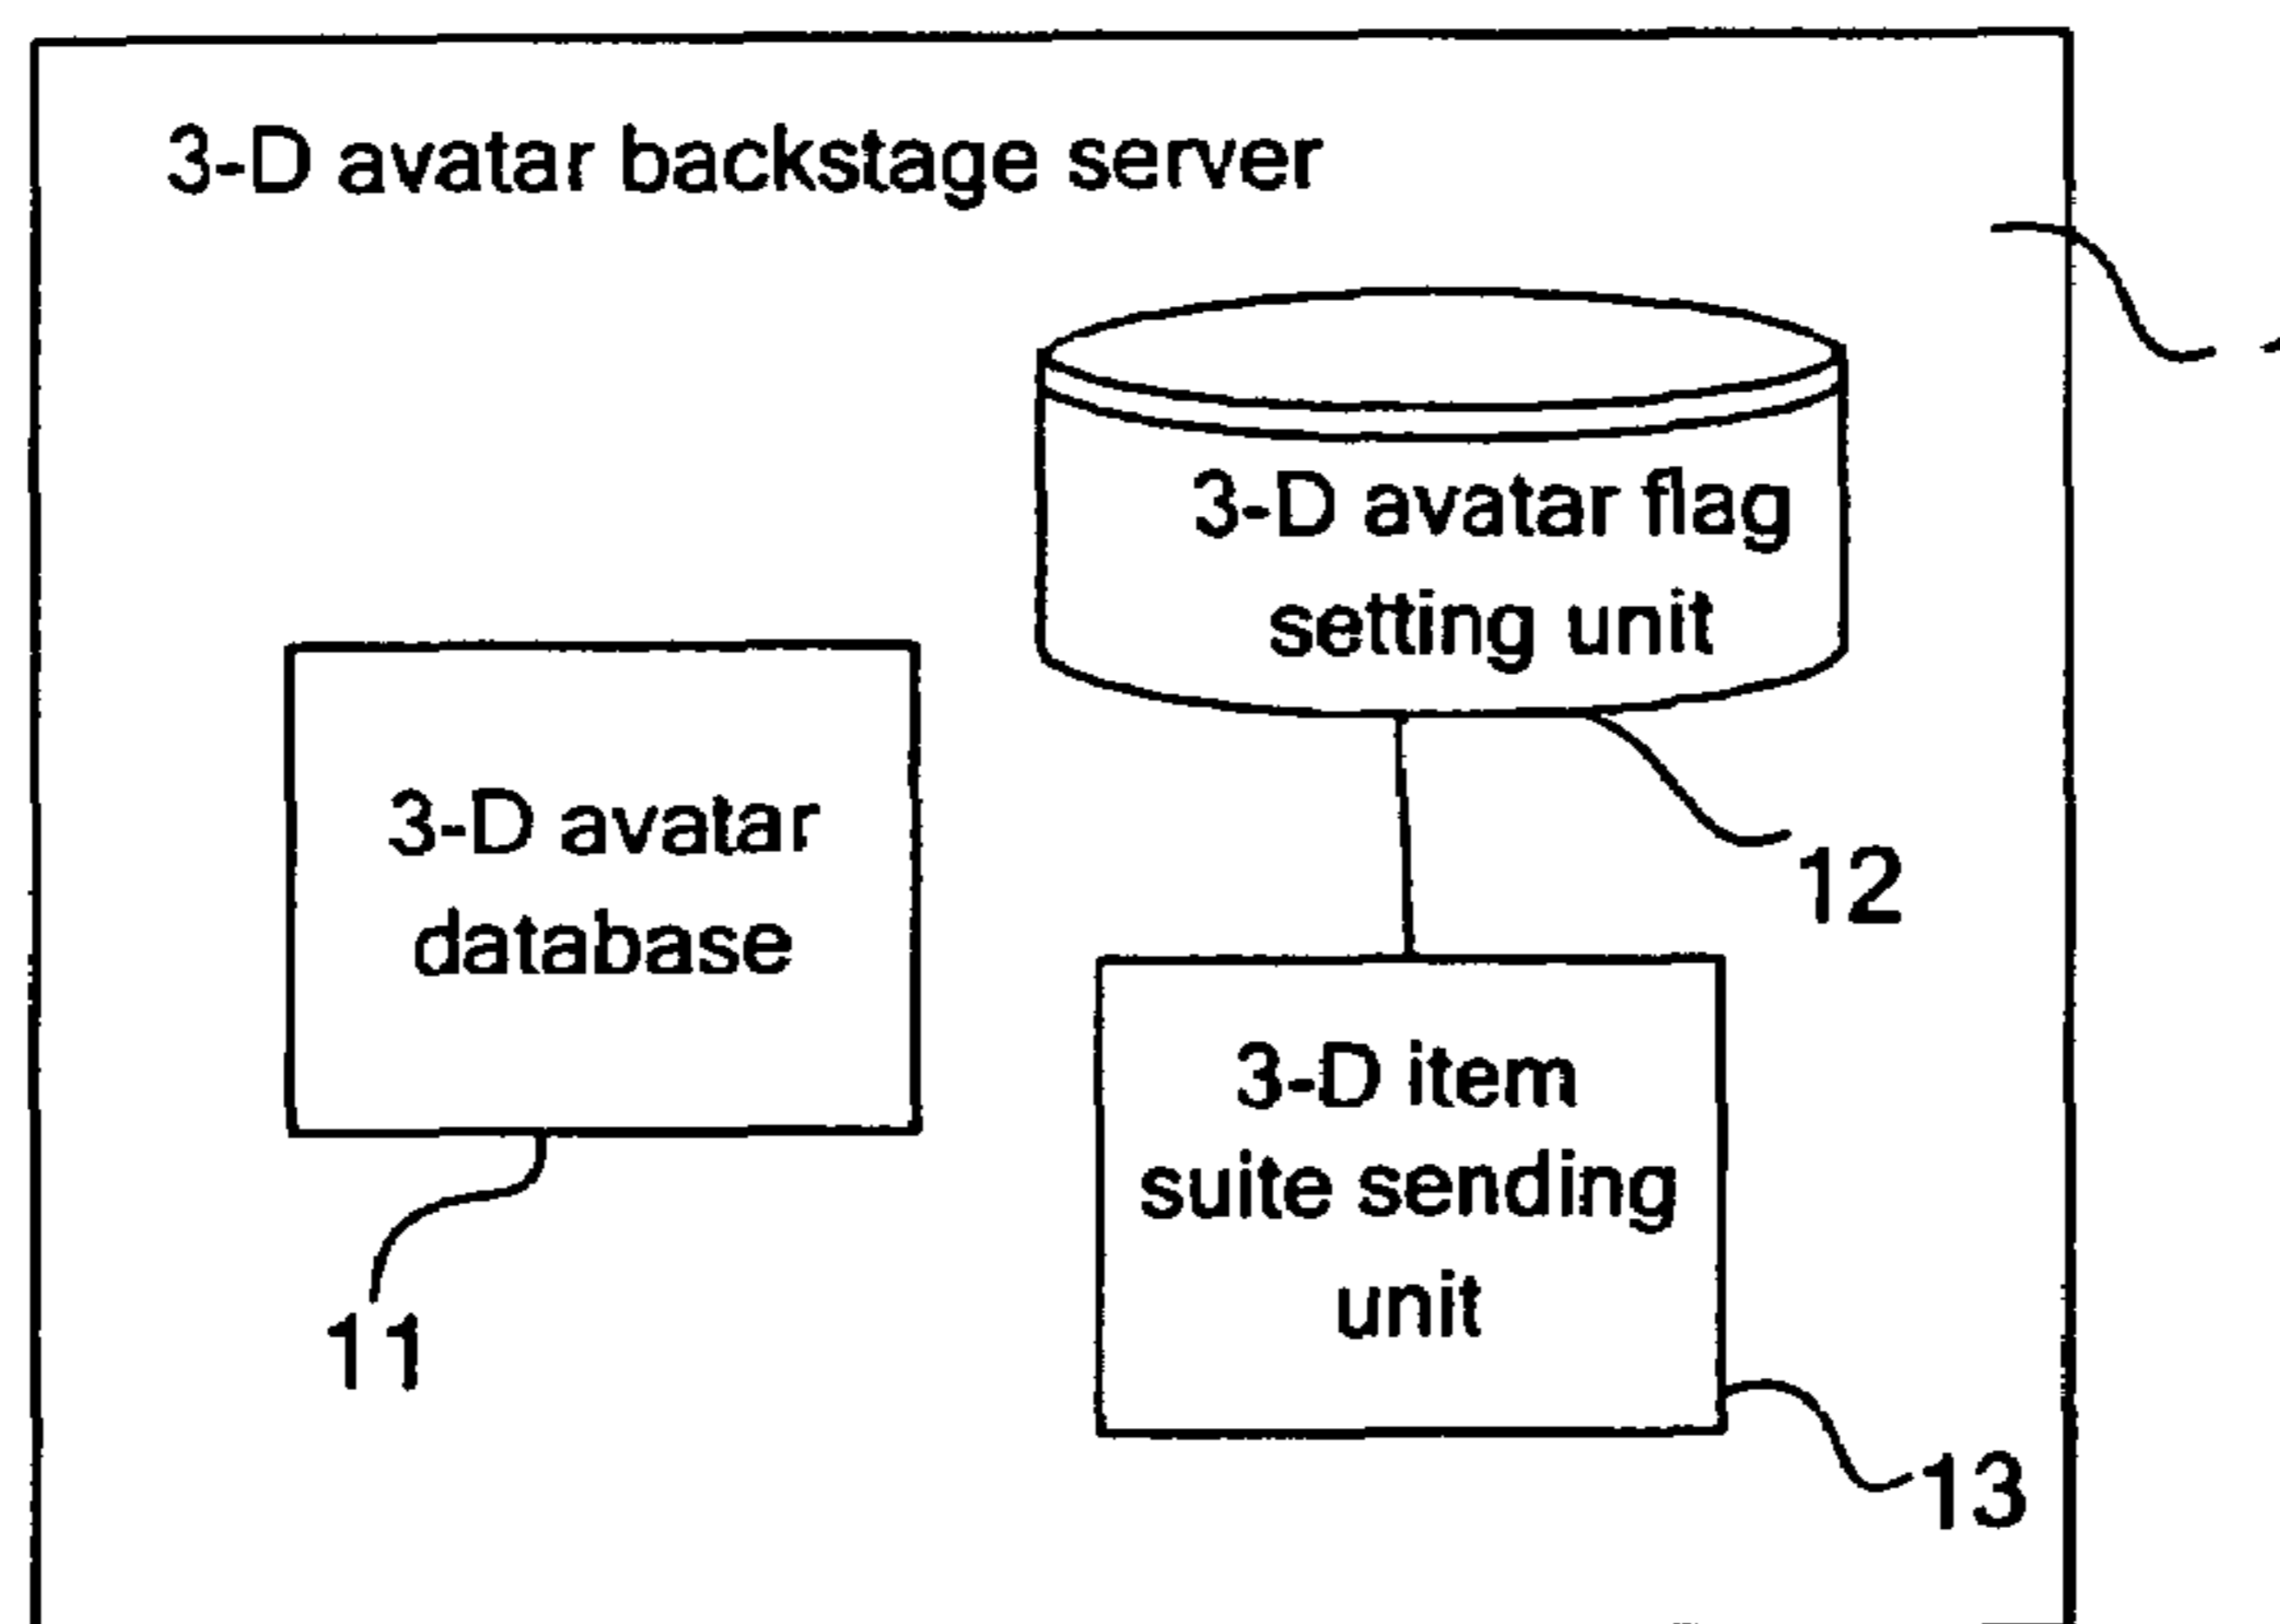 3-D avatar backstage server
3-D avatar flag
setting unit
3-D avatar
database
12
3-D item
suite sending
unit
11
13